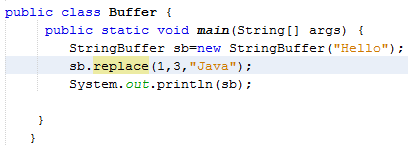 public class Buffer {
public static void main(String[] args) {
StringBuffer sb=new StringBuffer("Hello");
sb.replace(1,3,"Java");
System.out.println(sb);
}
}